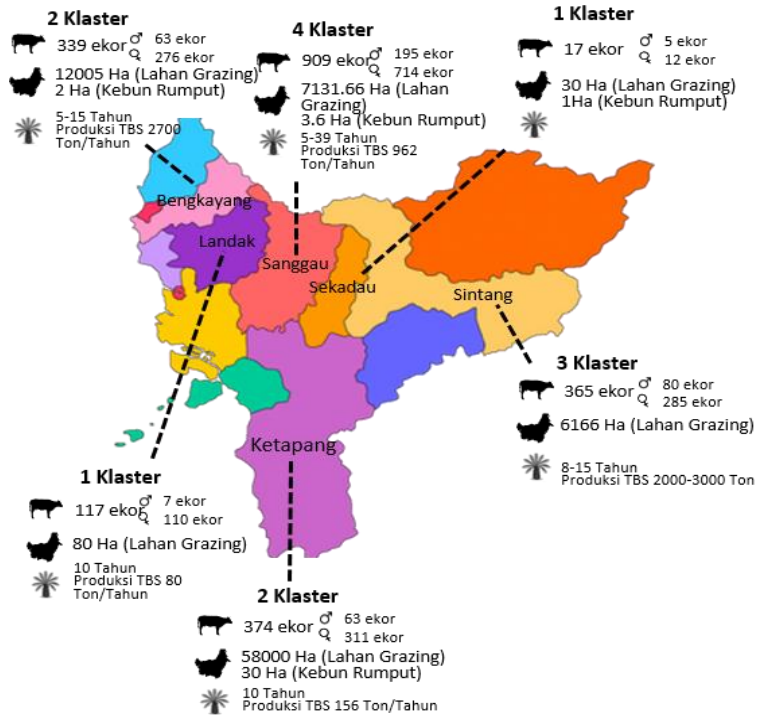 2 Klaster
339 ekor
♂ 63 ekor
♀ 276 ekor
12005 Ha (Lahan Grazing)
2 Ha (Kebun Rumput)
5-15 Tahun
Produksi TBS 2700
Ton/Tahun
4 Klaster
909 ekor
♂ 195 ekor
♀ 714 ekor
7131.66 Ha (Lahan
Grazing)
3.6 Ha (Kebun Rumput)
5-39 Tahun
Produksi TBS 962
Ton/Tahun
1 Klaster
17 ekor
♂ 5 ekor
♀ 12 ekor
30 Ha (Lahan Grazing)
1Ha (Kebun Rumput)
Bengkayang
Landak
Sanggau
Sekadau
Sintang
Ketapang
3 Klaster
365 ekor
♂ 80 ekor
♀ 285 ekor
6166 Ha (Lahan Grazing)
8-15 Tahun
Produksi TBS 2000-3000 Ton
1 Klaster
117 ekor
♂ 7 ekor
♀ 110 ekor
80 Ha (Lahan Grazing)
10 Tahun
Produksi TBS 80
Ton/Tahun
2 Klaster
374 ekor
♂ 63 ekor
♀ 311 ekor
58000 Ha (Lahan Grazing)
30 Ha (Kebun Rumput)
10 Tahun
Produksi TBS 156 Ton/Tahun